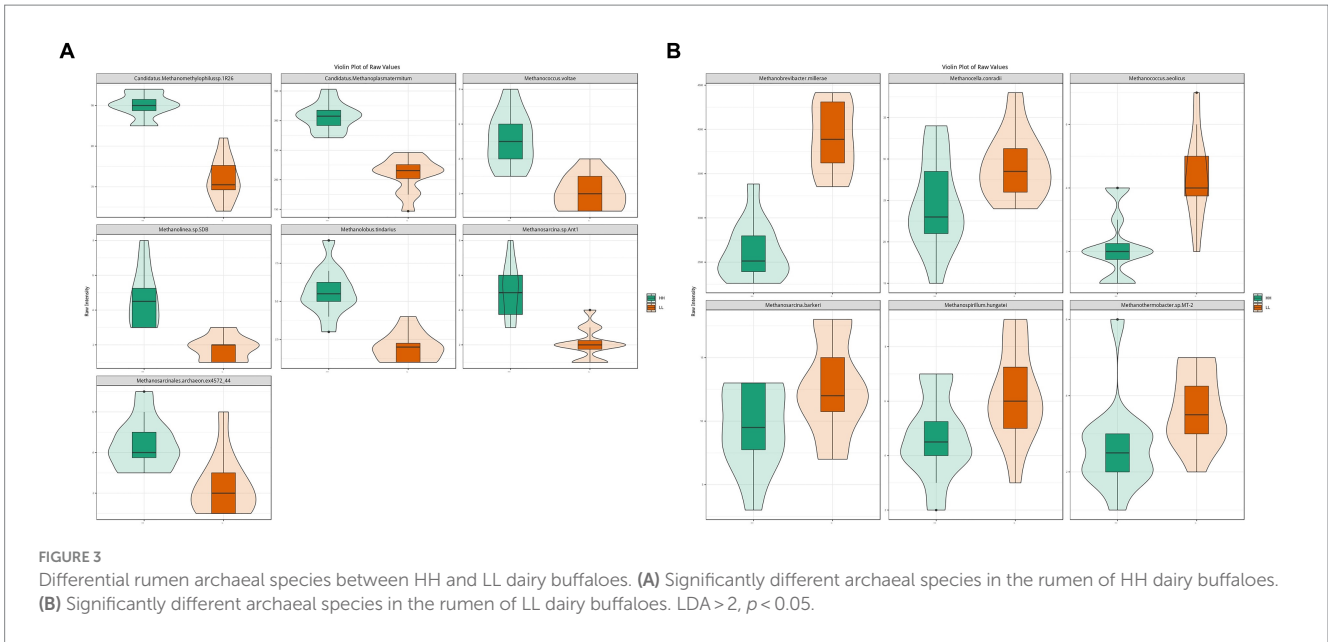 A
B
Violin Plot of Raw Values
Violin Plot of Raw Values
Candidatus.Methanomethylophilussp.1R26
Candidatus.Methanoplasmatermitum
Methanococcus.voltae
Methanobrevibacter.millerae
Methanocella.conradii
Methanococcus.aeolicus
Methanolinea.sp.SDB
Methanolobus.tindarius
Methanosarcina.sp.Ant1
Methanosarcina.barkeri
Methanospirillum.hungatei
Methanothermobacter.sp.MT-2
Methanosarcinales.archaeon.ex4572_44
Raw Intensity
HH
LL
Raw Intensity
HH
LL
FIGURE 3
Differential rumen archaeal species between HH and LL dairy buffaloes. (A) Significantly different archaeal species in the rumen of HH dairy buffaloes.
(B) Significantly different archaeal species in the rumen of LL dairy buffaloes. LDA > 2, p < 0.05.